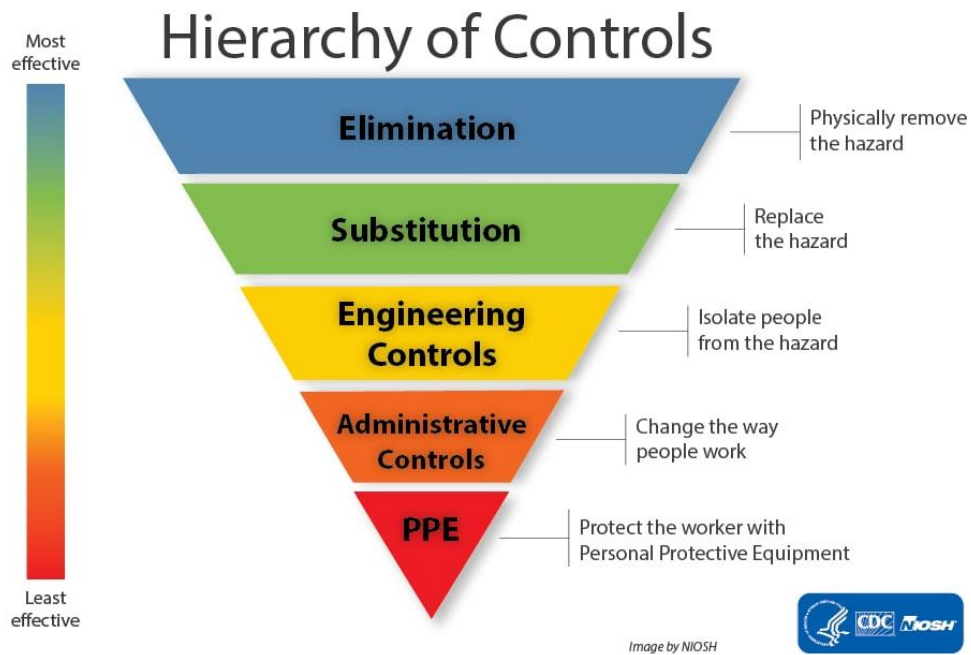 Hierarchy of Controls
Most
effective
Elimination
Physically remove
the hazard
Substitution
Replace
the hazard
Engineering
Controls
Isolate people
from the hazard
Administrative
Controls
Change the way
people work
PPE
Protect the worker with
Personal Protective Equipment
Least
effective
Image by NIOSH
CDC
NIOSH